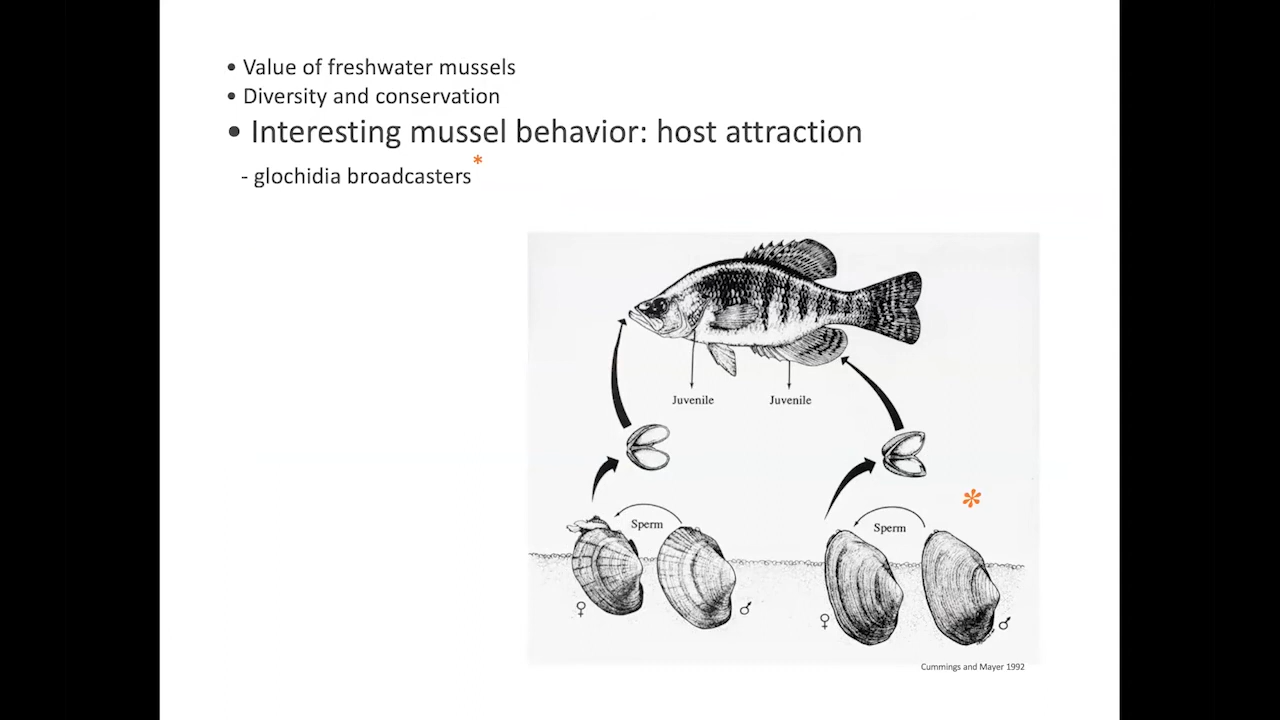 • Value of freshwater mussels
• Diversity and conservation
• Interesting mussel behavior: host attraction
- glochidia broadcasters*
Juvenile
Juvenile
*
Sperm
Sperm
♀
♂
♀
♂
Cummings and Mayer 1992